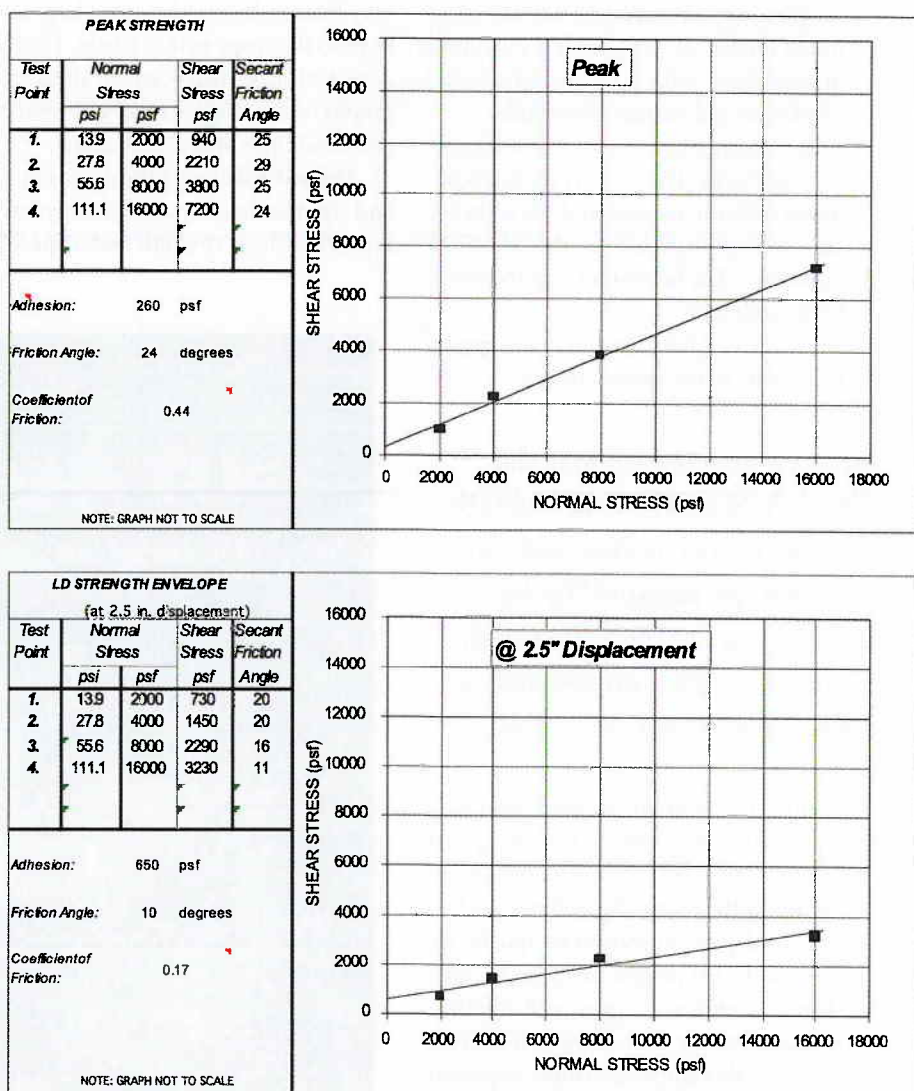 PEAK STRENGTH
Test Point Normal Stress Shear Stress Secant Friction Angle
psi psf psf
1. 13.9 2000 940 25
2. 27.8 4000 2210 29
3. 55.6 8000 3800 25
4. 111.1 16000 7200 24
Adhesion: 260 psf
Friction Angle: 24 degrees
Coefficient of Friction: 0.44
NOTE: GRAPH NOT TO SCALE
Peak
SHEAR STRESS (psf)
16000
14000
12000
10000
8000
6000
4000
2000
0
0 2000 4000 6000 8000 10000 12000 14000 16000 18000
NORMAL STRESS (psf)
LD STRENGTH ENVELOPE
(at 2.5 in. displacement)
Test Point Normal Stress Shear Stress Secant Friction Angle
psi psf psf
1. 13.9 2000 730 20
2. 27.8 4000 1450 20
3. 55.6 8000 2290 16
4. 111.1 16000 3230 11
Adhesion: 650 psf
Friction Angle: 10 degrees
Coefficient of Friction: 0.17
NOTE: GRAPH NOT TO SCALE
@ 2.5" Displacement
SHEAR STRESS (psf)
16000
14000
12000
10000
8000
6000
4000
2000
0
0 2000 4000 6000 8000 10000 12000 14000 16000 18000
NORMAL STRESS (psf)